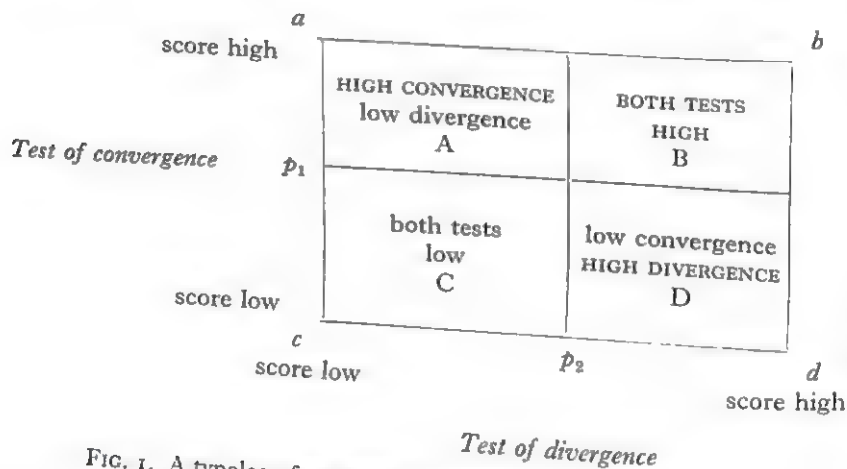 a
b
score high
HIGH CONVERGENCE
low divergence
A
BOTH TESTS
HIGH
B
Test of convergence
p₁
both tests
low
C
low convergence
HIGH DIVERGENCE
D
score low
c
score low
p₂
d
score high
Test of divergence
FIG. 1. A